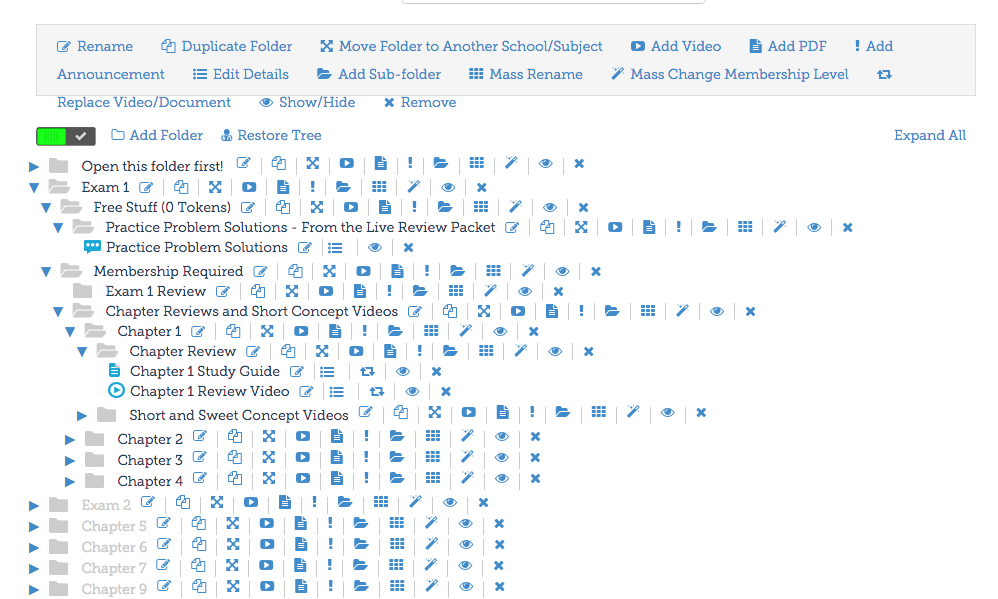 Rename Duplicate Folder Move Folder to Another School/Subject Add Video Add PDF Add
Announcement Edit Details Add Sub-folder Mass Rename Mass Change Membership Level
Replace Video/Document Show/Hide Remove
Add Folder Restore Tree Expand All
Open this folder first!
Exam 1
Free Stuff (0 Tokens)
Practice Problem Solutions - From the Live Review Packet
Practice Problem Solutions
Membership Required
Exam 1 Review
Chapter Reviews and Short Concept Videos
Chapter 1
Chapter Review
Chapter 1 Study Guide
Chapter 1 Review Video
Short and Sweet Concept Videos
Chapter 2
Chapter 3
Chapter 4
Exam 2
Chapter 5
Chapter 6
Chapter 7
Chapter 9